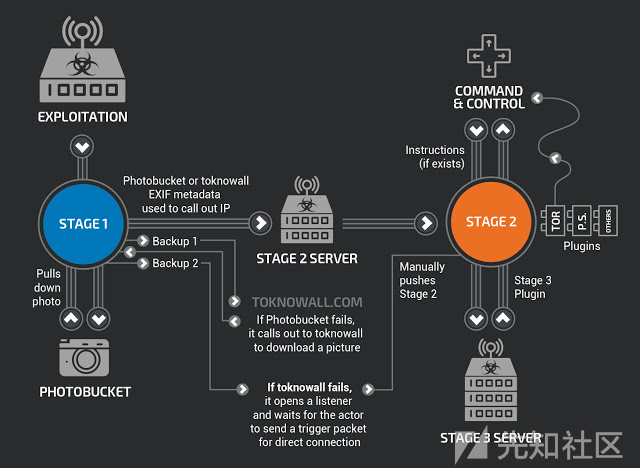 EXPLOITATION
COMMAND
& CONTROL
Instructions
(if exists)
Photobucket or toknowall
EXIF metadata
used to call out IP
STAGE 1
STAGE 2 SERVER
STAGE 2
TOR
P.S.
OTHERS
Plugins
Backup 1
Backup 2
Pulls
down
photo
PHOTOBUCKET
TOKNOWALL.COM
If Photobucket fails,
it calls out to toknowall
to download a picture
Manually
pushes
Stage 2
Stage 3
Plugin
If toknowall fails,
it opens a listener
and waits for the actor
to send a trigger packet
for direct connection
STAGE 3 SERVER
先知社区